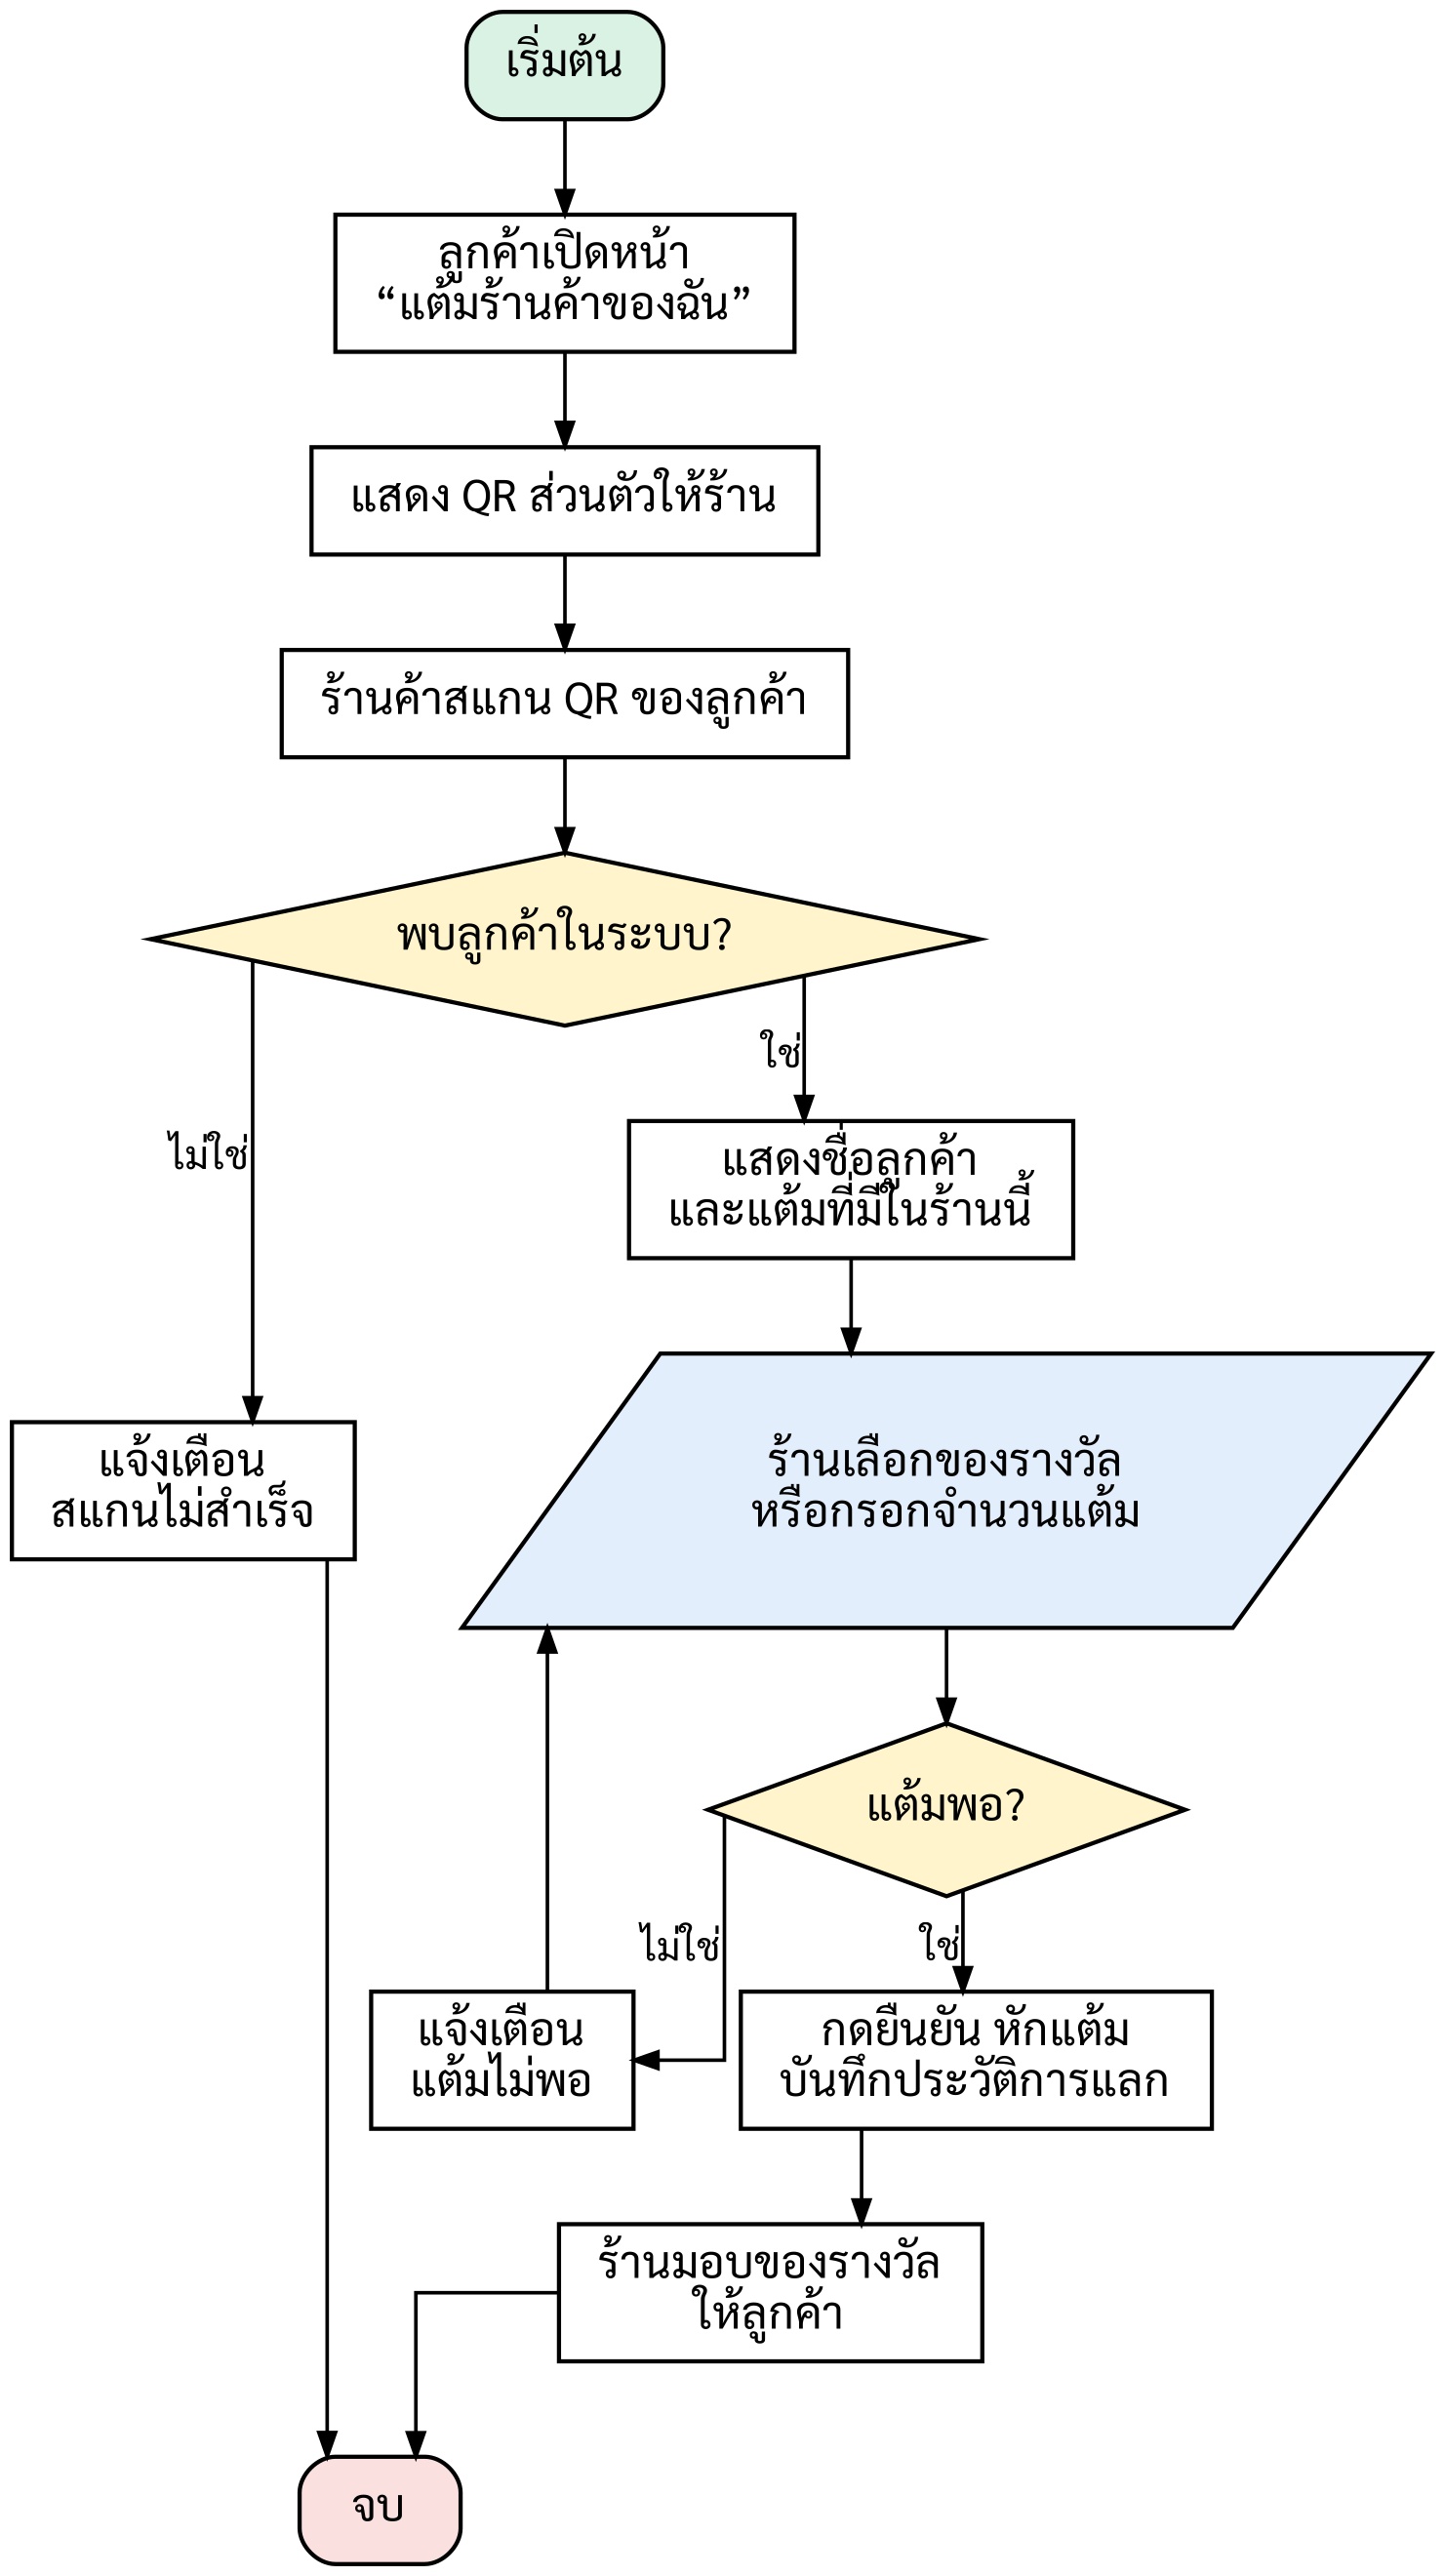 เริ่มต้น
ลูกค้าเปิดหน้า
“แต้มร้านค้าของฉัน”
แสดง QR ส่วนตัวให้ร้าน
ร้านค้าสแกน QR ของลูกค้า
พบลูกค้าในระบบ?
ใช่
ไม่ใช่
แสดงชื่อลูกค้า
และแต้มที่มีในร้านนี้
แจ้งเตือน
สแกนไม่สำเร็จ
ร้านเลือกของรางวัล
หรือกรอกจำนวนแต้ม
แต้มพอ?
ไม่ใช่
ใช่
แจ้งเตือน
แต้มไม่พอ
กดยืนยัน หักแต้ม
บันทึกประวัติการแลก
ร้านมอบของรางวัล
ให้ลูกค้า
จบ